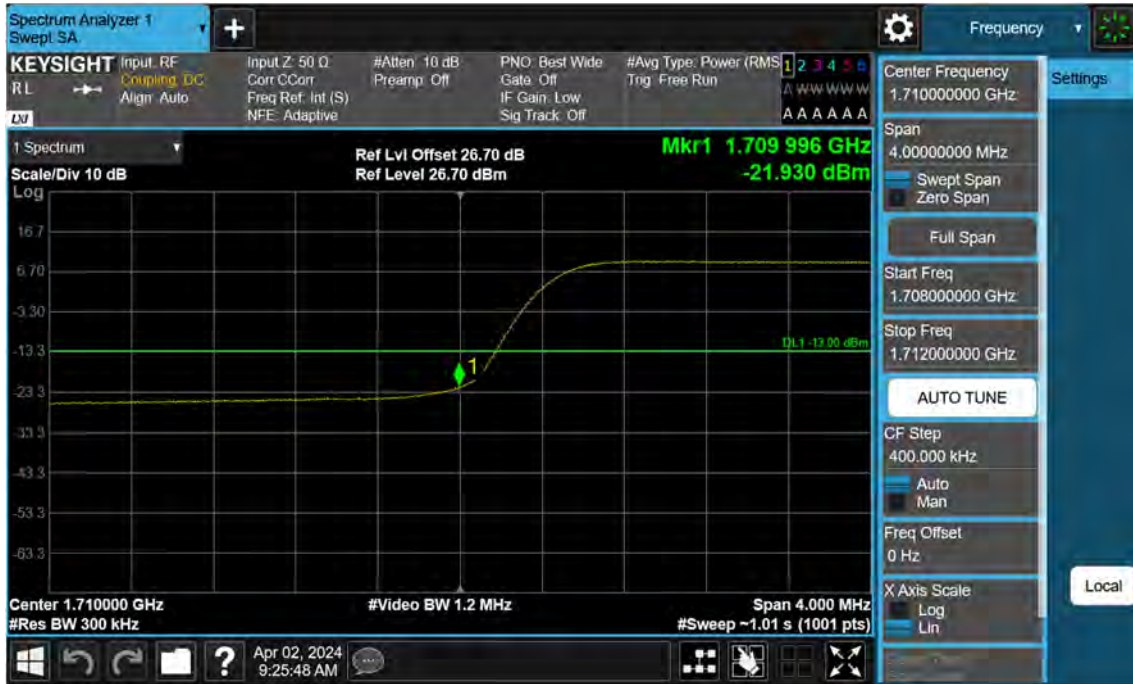 Spectrum Analyzer 1
Swept SA
+
Frequency
KEYSIGHT
RL
LXI
Input: RF
Coupling: DC
Align: Auto
Input Z: 50 Ω
Corr CCorr
Freq Ref: Int (S)
NFE: Adaptive
#Atten: 10 dB
Preamp: Off
PNO: Best Wide
Gate: Off
IF Gain: Low
Sig Track: Off
#Avg Type: Power (RMS
Trig: Free Run
1 2 3 4 5 6
A W W W W W
A A A A A A
1 Spectrum
Scale/Div 10 dB
Ref Lvl Offset 26.70 dB
Ref Level 26.70 dBm
Mkr1 1.709 996 GHz
-21.930 dBm
Log
16.7
6.70
-3.30
-13.3
-23.3
-33.3
-43.3
-53.3
-63.3
DL1 -13.00 dBm
1
Center 1.710000 GHz
#Res BW 300 kHz
#Video BW 1.2 MHz
Span 4.000 MHz
#Sweep ~1.01 s (1001 pts)
Center Frequency
1.710000000 GHz
Span
4.00000000 MHz
Swept Span
Zero Span
Full Span
Start Freq
1.708000000 GHz
Stop Freq
1.712000000 GHz
AUTO TUNE
CF Step
400.000 kHz
Auto
Man
Freq Offset
0 Hz
X Axis Scale
Log
Lin
Settings
Local
?
Apr 02, 2024
9:25:48 AM